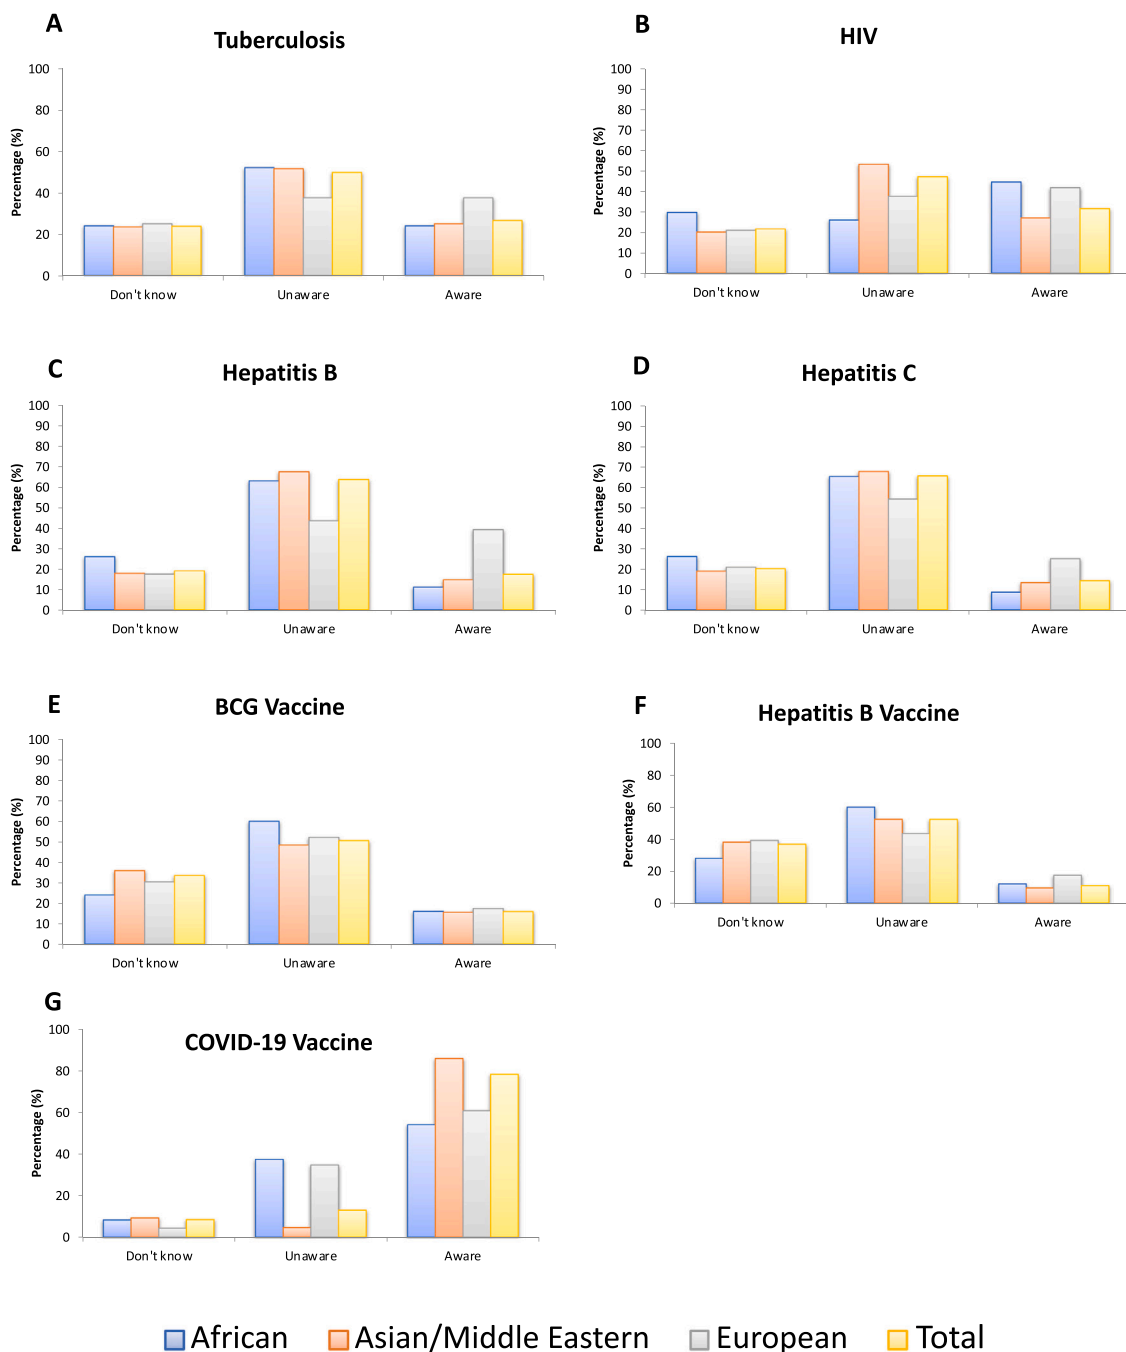 A
Tuberculosis
Percentage (%)
100
80
60
40
20
0
Don't know Unaware Aware
B
HIV
Percentage (%)
100
90
80
70
60
50
40
30
20
10
0
Don't know Unaware Aware
C
Hepatitis B
Percentage (%)
100
90
80
70
60
50
40
30
20
10
0
Don't know Unaware Aware
D
Hepatitis C
Percentage (%)
100
90
80
70
60
50
40
30
20
10
0
Don't know Unaware Aware
E
BCG Vaccine
Percentage (%)
100
90
80
70
60
50
40
30
20
10
0
Don't know Unaware Aware
F
Hepatitis B Vaccine
Percentage (%)
100
80
60
40
20
0
Don't know Unaware Aware
G
COVID-19 Vaccine
Percentage (%)
100
80
60
40
20
0
Don't know Unaware Aware
African Asian/Middle Eastern European Total